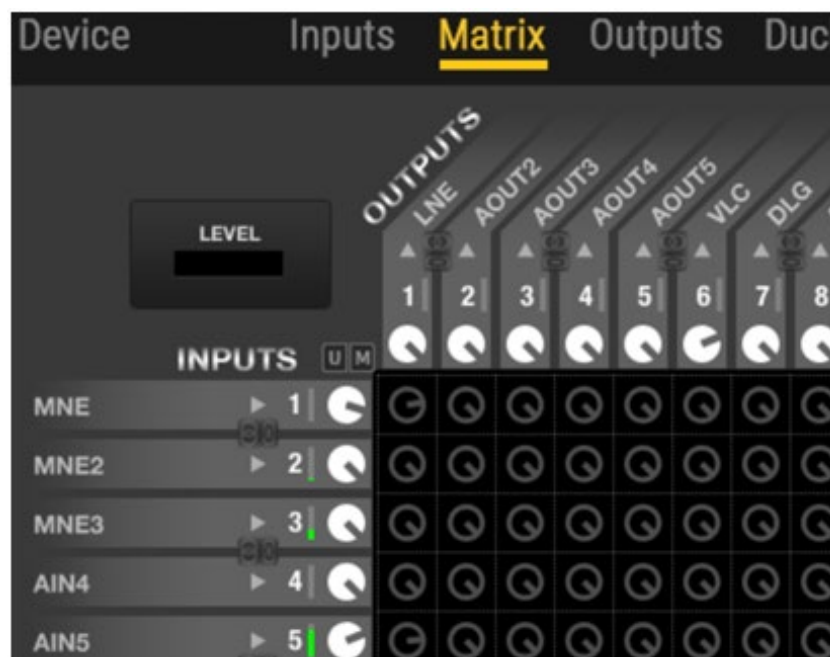 Device Inputs Matrix Outputs Duc
OUTPUTS
LNE AOUT2 AOUT3 AOUT4 AOUT5 VLC DLG
LEVEL
1 2 3 4 5 6 7 8
INPUTS U M
MNE 1
MNE2 2
MNE3 3
AIN4 4
AIN5 5